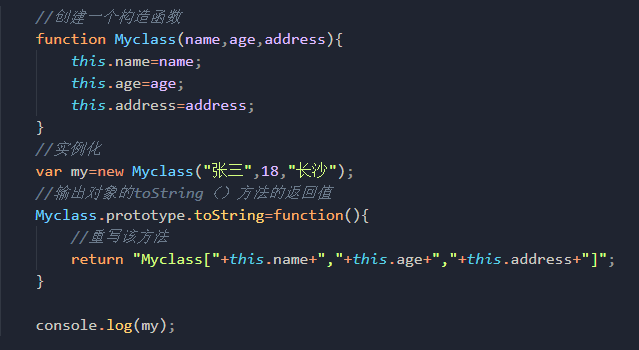 //创建一个构造函数
function Myclass(name,age,address){
    this.name=name;
    this.age=age;
    this.address=address;
}
//实例化
var my=new Myclass("张三",18,"长沙");
//输出对象的toString（）方法的返回值
Myclass.prototype.toString=function(){
    //重写该方法
    return "Myclass["+this.name+","+this.age+","+this.address+"]";
}
console.log(my);